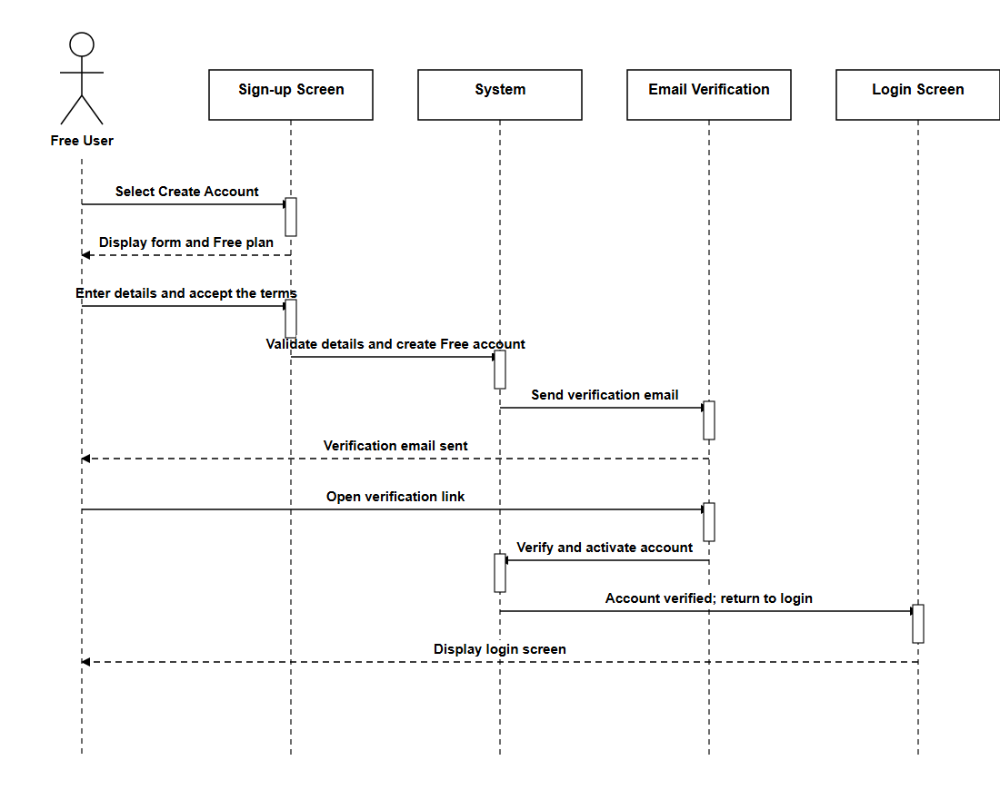 Free User
Sign-up Screen
System
Email Verification
Login Screen
Select Create Account
Display form and Free plan
Enter details and accept the terms
Validate details and create Free account
Send verification email
Verification email sent
Open verification link
Verify and activate account
Account verified; return to login
Display login screen